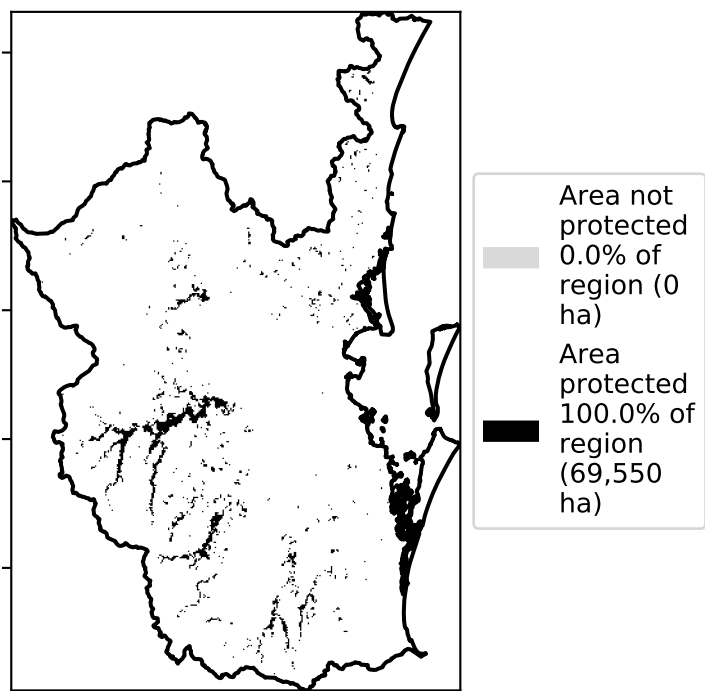 Area not
protected
0.0% of
region (0
ha)
Area
protected
100.0% of
region
(69,550
ha)